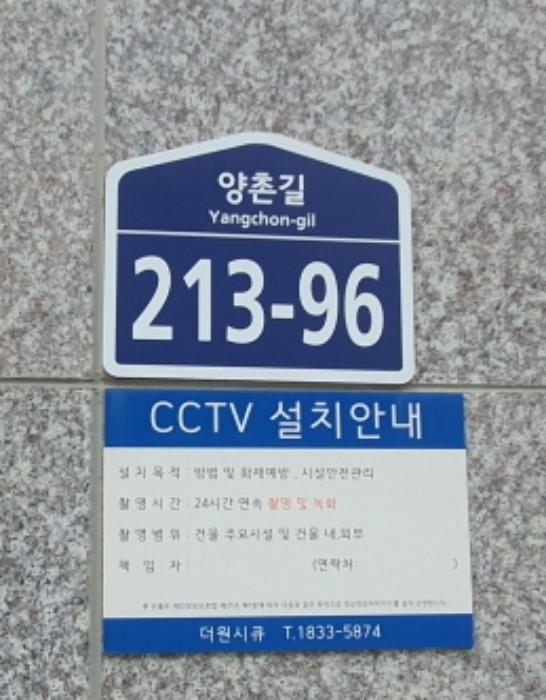 양촌길
Yangchon-gil
213-96
CCTV 설치안내
설 치 목 적 : 방범 및 화재예방 _ 시설안전관리
촬 영 시 간 : 24시간 연속 촬영 및 녹화
촬 영 범 위 : 건물 주요시설 및 건물 내,외부
책 임 자 : (연락처: )
더원시큐 T.1833-5874